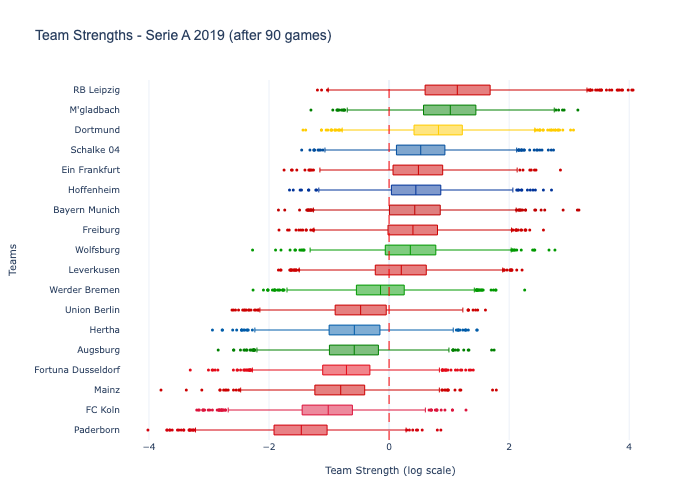 Team Strengths - Serie A 2019 (after 90 games)
RB Leipzig
M'gladbach
Dortmund
Schalke 04
Ein Frankfurt
Hoffenheim
Bayern Munich
Freiburg
Wolfsburg
Leverkusen
Werder Bremen
Union Berlin
Hertha
Augsburg
Fortuna Dusseldorf
Mainz
FC Koln
Paderborn
Teams
−4 −2 0 2 4
Team Strength (log scale)